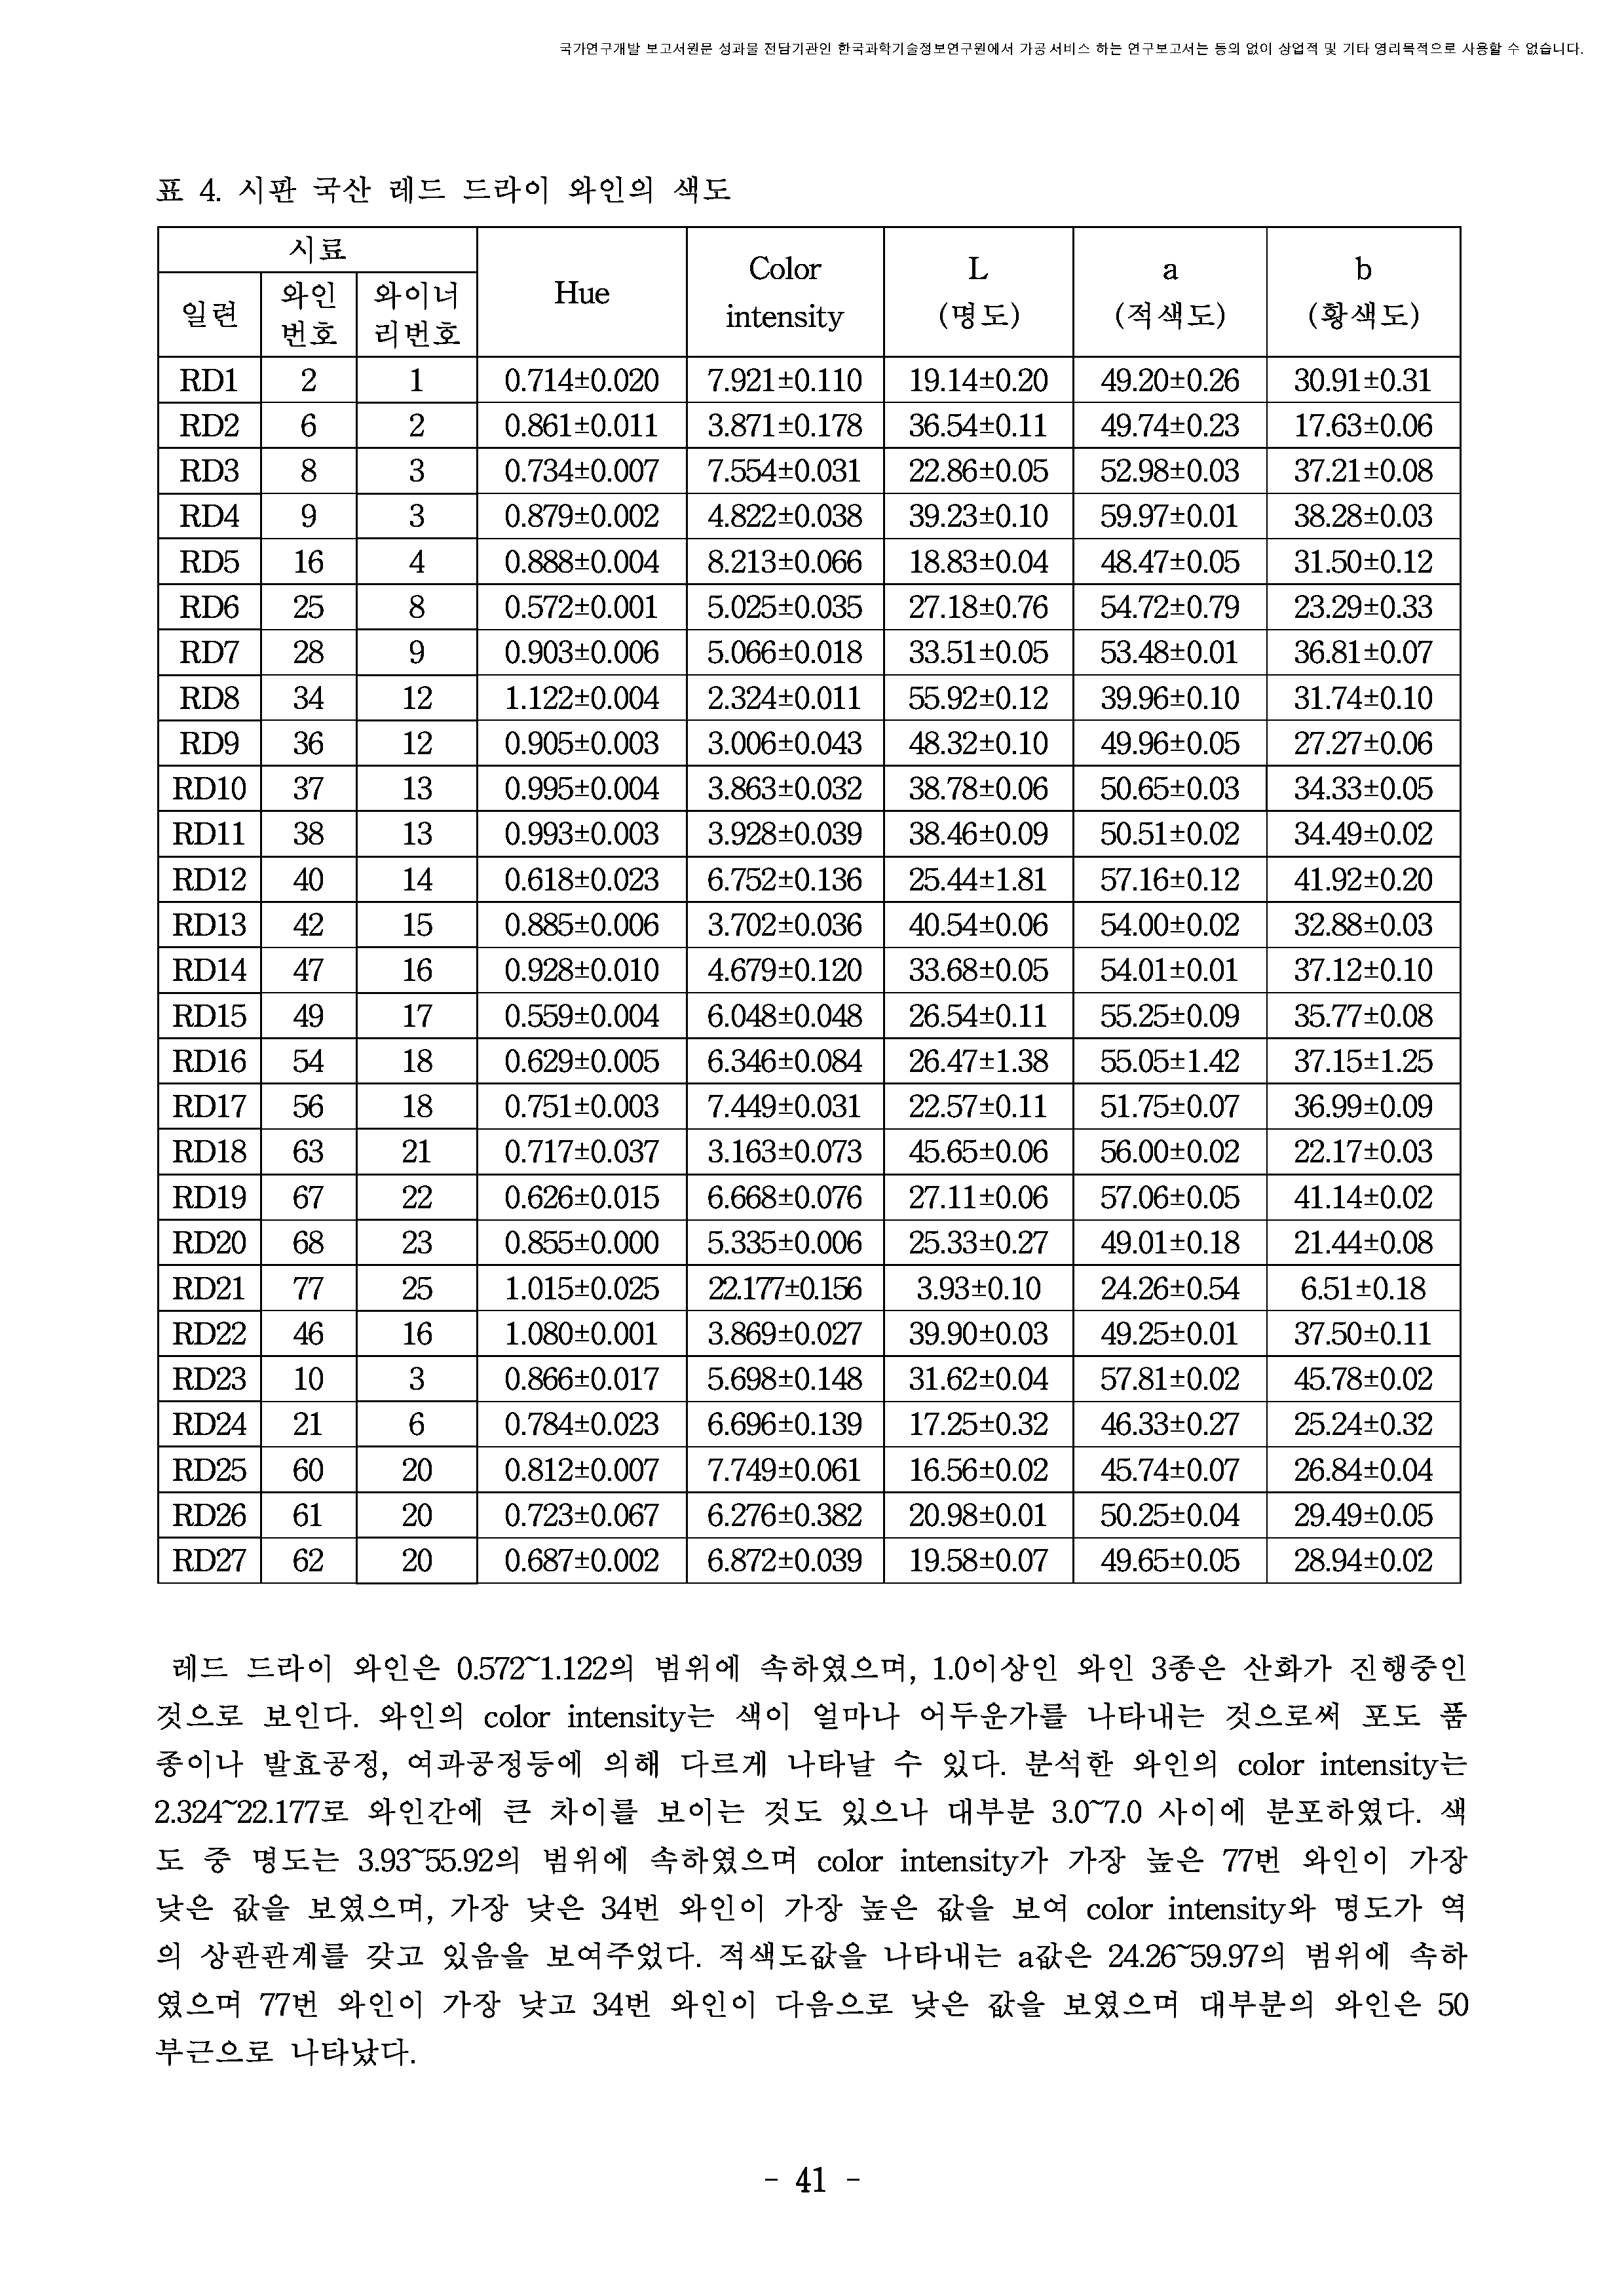 국가연구개발 보고서원문 성과물 전담기관인 한국과학기술정보연구원에서 가공·서비스 하는 연구보고서는 동의 없이 상업적 및 기타 영리목적으로 사용할 수 없습니다.
표 4. 시판 국산 레드 드라이 와인의 색도
시료 Hue Color intensity L (명도) a (적색도) b (황색도)
일련 와인번호 와이너리번호
RD1 2 1 0.714±0.020 7.921±0.110 19.14±0.20 49.20±0.26 30.91±0.31
RD2 6 2 0.861±0.011 3.871±0.178 36.54±0.11 49.74±0.23 17.63±0.06
RD3 8 3 0.734±0.007 7.554±0.031 22.86±0.05 52.98±0.03 37.21±0.08
RD4 9 3 0.879±0.002 4.822±0.038 39.23±0.10 59.97±0.01 38.28±0.03
RD5 16 4 0.888±0.004 8.213±0.066 18.83±0.04 48.47±0.05 31.50±0.12
RD6 25 8 0.572±0.001 5.025±0.035 27.18±0.76 54.72±0.79 23.29±0.33
RD7 28 9 0.903±0.006 5.066±0.018 33.51±0.05 53.48±0.01 36.81±0.07
RD8 34 12 1.122±0.004 2.324±0.011 55.92±0.12 39.96±0.10 31.74±0.10
RD9 36 12 0.905±0.003 3.006±0.043 48.32±0.10 49.96±0.05 27.27±0.06
RD10 37 13 0.995±0.004 3.863±0.032 38.78±0.06 50.65±0.03 34.33±0.05
RD11 38 13 0.993±0.003 3.928±0.039 38.46±0.09 50.51±0.02 34.49±0.02
RD12 40 14 0.618±0.023 6.752±0.136 25.44±1.81 57.16±0.12 41.92±0.20
RD13 42 15 0.885±0.006 3.702±0.036 40.54±0.06 54.00±0.02 32.88±0.03
RD14 47 16 0.928±0.010 4.679±0.120 33.68±0.05 54.01±0.01 37.12±0.10
RD15 49 17 0.559±0.004 6.048±0.048 26.54±0.11 55.25±0.09 35.77±0.08
RD16 54 18 0.629±0.005 6.346±0.084 26.47±1.38 55.05±1.42 37.15±1.25
RD17 56 18 0.751±0.003 7.449±0.031 22.57±0.11 51.75±0.07 36.99±0.09
RD18 63 21 0.717±0.037 3.163±0.073 45.65±0.06 56.00±0.02 22.17±0.03
RD19 67 22 0.626±0.015 6.668±0.076 27.11±0.06 57.06±0.05 41.14±0.02
RD20 68 23 0.855±0.000 5.335±0.006 25.33±0.27 49.01±0.18 21.44±0.08
RD21 77 25 1.015±0.025 22.177±0.156 3.93±0.10 24.26±0.54 6.51±0.18
RD22 46 16 1.080±0.001 3.869±0.027 39.90±0.03 49.25±0.01 37.50±0.11
RD23 10 3 0.866±0.017 5.698±0.148 31.62±0.04 57.81±0.02 45.78±0.02
RD24 21 6 0.784±0.023 6.696±0.139 17.25±0.32 46.33±0.27 25.24±0.32
RD25 60 20 0.812±0.007 7.749±0.061 16.56±0.02 45.74±0.07 26.84±0.04
RD26 61 20 0.723±0.067 6.276±0.382 20.98±0.01 50.25±0.04 29.49±0.05
RD27 62 20 0.687±0.002 6.872±0.039 19.58±0.07 49.65±0.05 28.94±0.02
레드 드라이 와인은 0.572~1.122의 범위에 속하였으며, 1.0이상인 와인 3종은 산화가 진행중인
것으로 보인다. 와인의 color intensity는 색이 얼마나 어두운가를 나타내는 것으로써 포도 품
종이나 발효공정, 여과공정등에 의해 다르게 나타날 수 있다. 분석한 와인의 color intensity는
2.324~22.177로 와인간에 큰 차이를 보이는 것도 있으나 대부분 3.0~7.0 사이에 분포하였다. 색
도 중 명도는 3.93~55.92의 범위에 속하였으며 color intensity가 가장 높은 77번 와인이 가장
낮은 값을 보였으며, 가장 낮은 34번 와인이 가장 높은 값을 보여 color intensity와 명도가 역
의 상관관계를 갖고 있음을 보여주었다. 적색도값을 나타내는 a값은 24.26~59.97의 범위에 속하
였으며 77번 와인이 가장 낮고 34번 와인이 다음으로 낮은 값을 보였으며 대부분의 와인은 50
부근으로 나타났다.
- 41 -